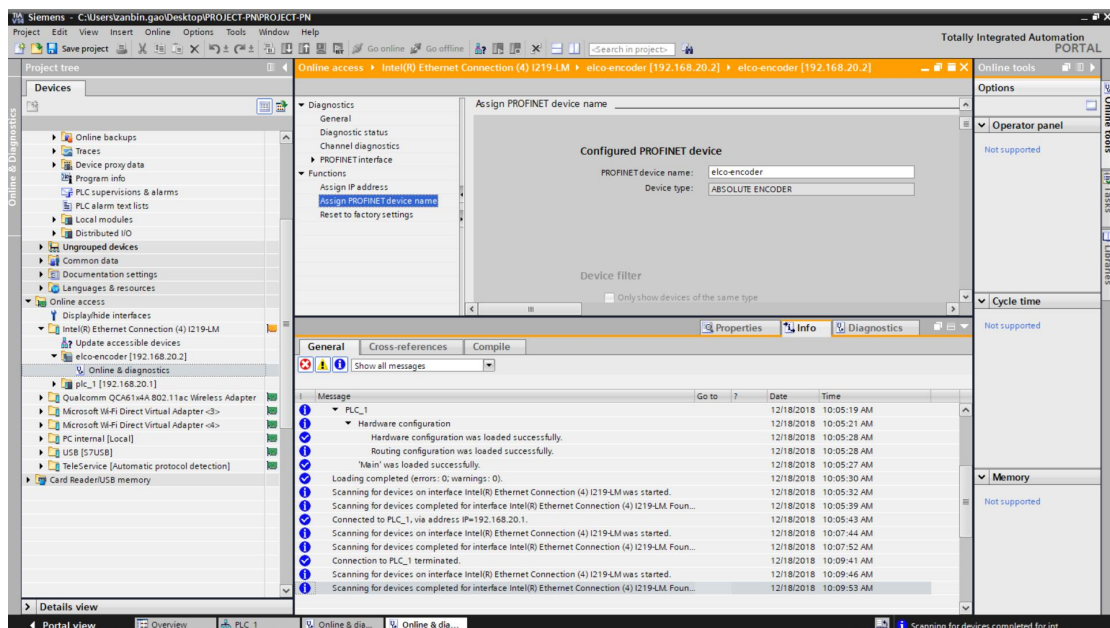 Siemens - C:\Users\zanbin.gao\Desktop\PROJECT-PN\PROJECT-PN
Project Edit View Insert Online Options Tools Window Help
Totally Integrated Automation
PORTAL
Save project Go online Go offline <Search in project>
Project tree
Online access Intel(R) Ethernet Connection (4) I219-LM elco-encoder [192.168.20.2] elco-encoder [192.168.20.2]
Online tools
Devices
Options
Online & Diagnostics
Online backups
Traces
Device proxy data
Program info
PLC supervisions & alarms
PLC alarm text lists
Local modules
Distributed I/O
Ungrouped devices
Common data
Documentation settings
Languages & resources
Online access
Display/hide interfaces
Intel(R) Ethernet Connection (4) I219-LM
Update accessible devices
elco-encoder [192.168.20.2]
Online & diagnostics
plc_1 [192.168.20.1]
Qualcomm QCA61x4A 802.11ac Wireless Adapter
Microsoft Wi-Fi Direct Virtual Adapter <3>
Microsoft Wi-Fi Direct Virtual Adapter <4>
PC internal [Local]
USB [S7USB]
TeleService [Automatic protocol detection]
Card Reader/USB memory
Details view
Diagnostics
General
Diagnostic status
Channel diagnostics
PROFINET interface
Functions
Assign IP address
Assign PROFINET device name
Reset to factory settings
Assign PROFINET device name
Configured PROFINET device
PROFINET device name: elco-encoder
Device type: ABSOLUTE ENCODER
Device filter
Only show devices of the same type
Properties Info Diagnostics
General Cross-references Compile
Show all messages
! Message Go to ? Date Time
PLC_1 12/18/2018 10:05:19 AM
Hardware configuration 12/18/2018 10:05:21 AM
Hardware configuration was loaded successfully. 12/18/2018 10:05:28 AM
Routing configuration was loaded successfully. 12/18/2018 10:05:28 AM
'Main' was loaded successfully. 12/18/2018 10:05:27 AM
Loading completed (errors: 0; warnings: 0). 12/18/2018 10:05:30 AM
Scanning for devices on interface Intel(R) Ethernet Connection (4) I219-LM was started. 12/18/2018 10:05:32 AM
Scanning for devices completed for interface Intel(R) Ethernet Connection (4) I219-LM. Foun... 12/18/2018 10:05:39 AM
Connected to PLC_1, via address IP=192.168.20.1. 12/18/2018 10:05:43 AM
Scanning for devices on interface Intel(R) Ethernet Connection (4) I219-LM was started. 12/18/2018 10:07:44 AM
Scanning for devices completed for interface Intel(R) Ethernet Connection (4) I219-LM. Foun... 12/18/2018 10:07:52 AM
Connection to PLC_1 terminated. 12/18/2018 10:09:41 AM
Scanning for devices on interface Intel(R) Ethernet Connection (4) I219-LM was started. 12/18/2018 10:09:46 AM
Scanning for devices completed for interface Intel(R) Ethernet Connection (4) I219-LM. Foun... 12/18/2018 10:09:53 AM
Operator panel
Not supported
Cycle time
Not supported
Memory
Not supported
Online tools
Tasks
Libraries
Portal view Overview PLC_1 Online & dia... Online & dia... Scanning for devices completed for int...